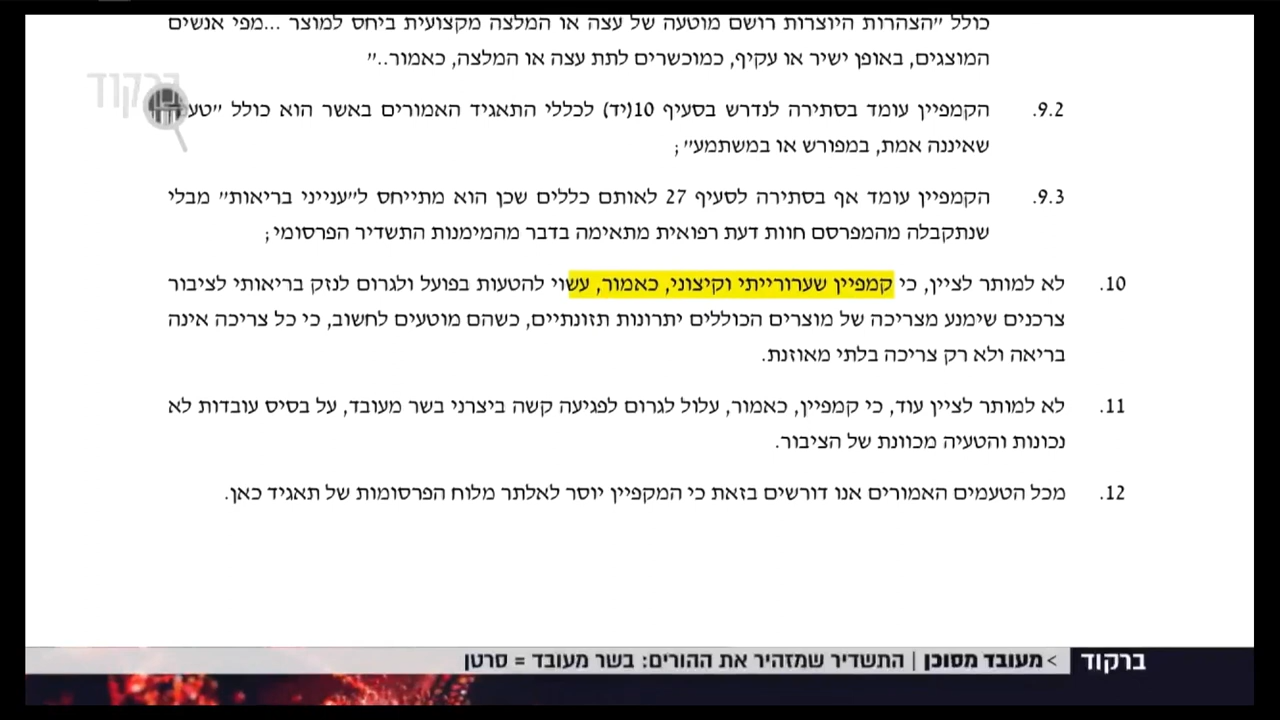 כולל "הצהרות היוצרות רושם מוטעה של עצה או המלצה מקצועית ביחס למוצר ...מפי אנשים
המוצגים, באופן ישיר או עקיף, כמוכשרים לתת עצה או המלצה, כאמור.."
ברקוד
9.2. הקמפיין עומד בסתירה לנדרש בסעיף 10(יד) לכללי התאגיד האמורים באשר הוא כולל
שאיננה אמת, במפורש או במשתמע";
9.3. הקמפיין עומד אף בסתירה לסעיף 27 לאותם כללים שכן הוא מתייחס ל"ענייני בריאות" מבלי
שנתקבלה מהמפרסם חוות דעת רפואית מתאימה בדבר מהימנות התשדיר הפרסומי;
10. לא למותר לציין, כי קמפיין שערורייתי וקיצוני, כאמור, עשוי להטעות בפועל ולגרום לנזק בריאותי לציבור
צרכנים שימנע מצריכה של מוצרים הכוללים יתרונות תזונתיים, כשהם מוטעים לחשוב, כי כל צריכה אינה
בריאה ולא רק צריכה בלתי מאוזנת.
11. לא למותר לציין עוד, כי קמפיין, כאמור, עלול לגרום לפגיעה קשה ביצרני בשר מעובד, על בסיס עובדות לא
נכונות והטעיה מכוונת של הציבור.
12. מכל הטעמים האמורים אנו דורשים בזאת כי המקפיין יוסר לאלתר מלוח הפרסומות של תאגיד כאן.
ברקוד > מעובד מסוכן | התשדיר שמזהיר את ההורים: בשר מעובד = סרטן